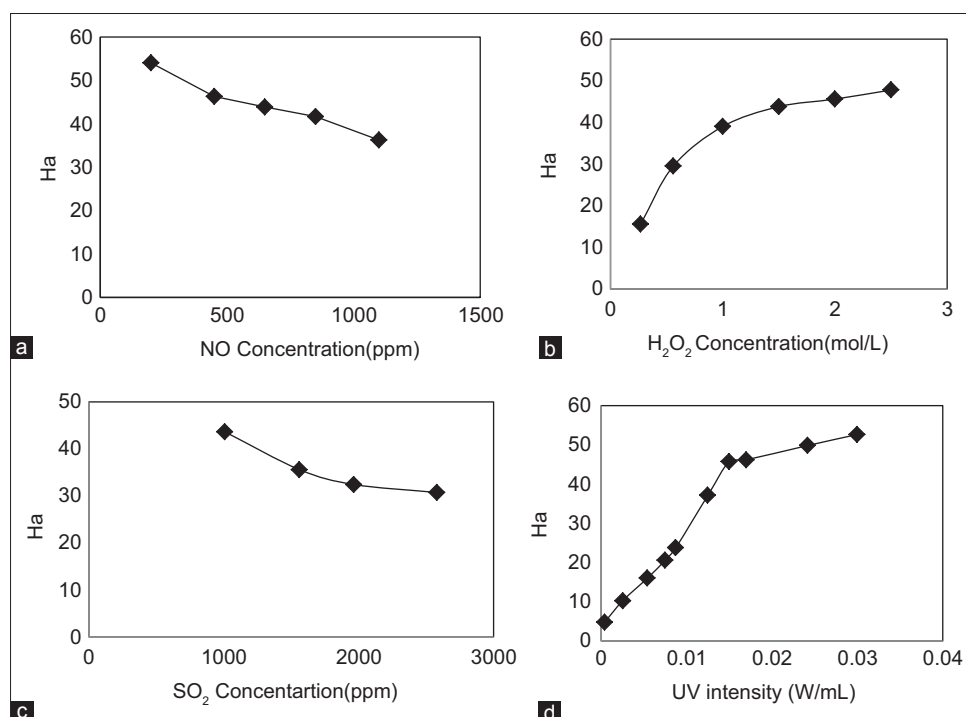 60
50
40
30
20
10
0
Ha
0 500 1000 1500
NO Concentration(ppm)
a
60
50
40
30
20
10
0
Ha
0 1 2 3
H₂O₂ Concentration(mol/L)
b
50
40
30
20
10
0
Ha
0 1000 2000 3000
SO₂ Concentartion(ppm)
c
60
50
40
30
20
10
0
Ha
0 0.01 0.02 0.03 0.04
UV intensity (W/mL)
d